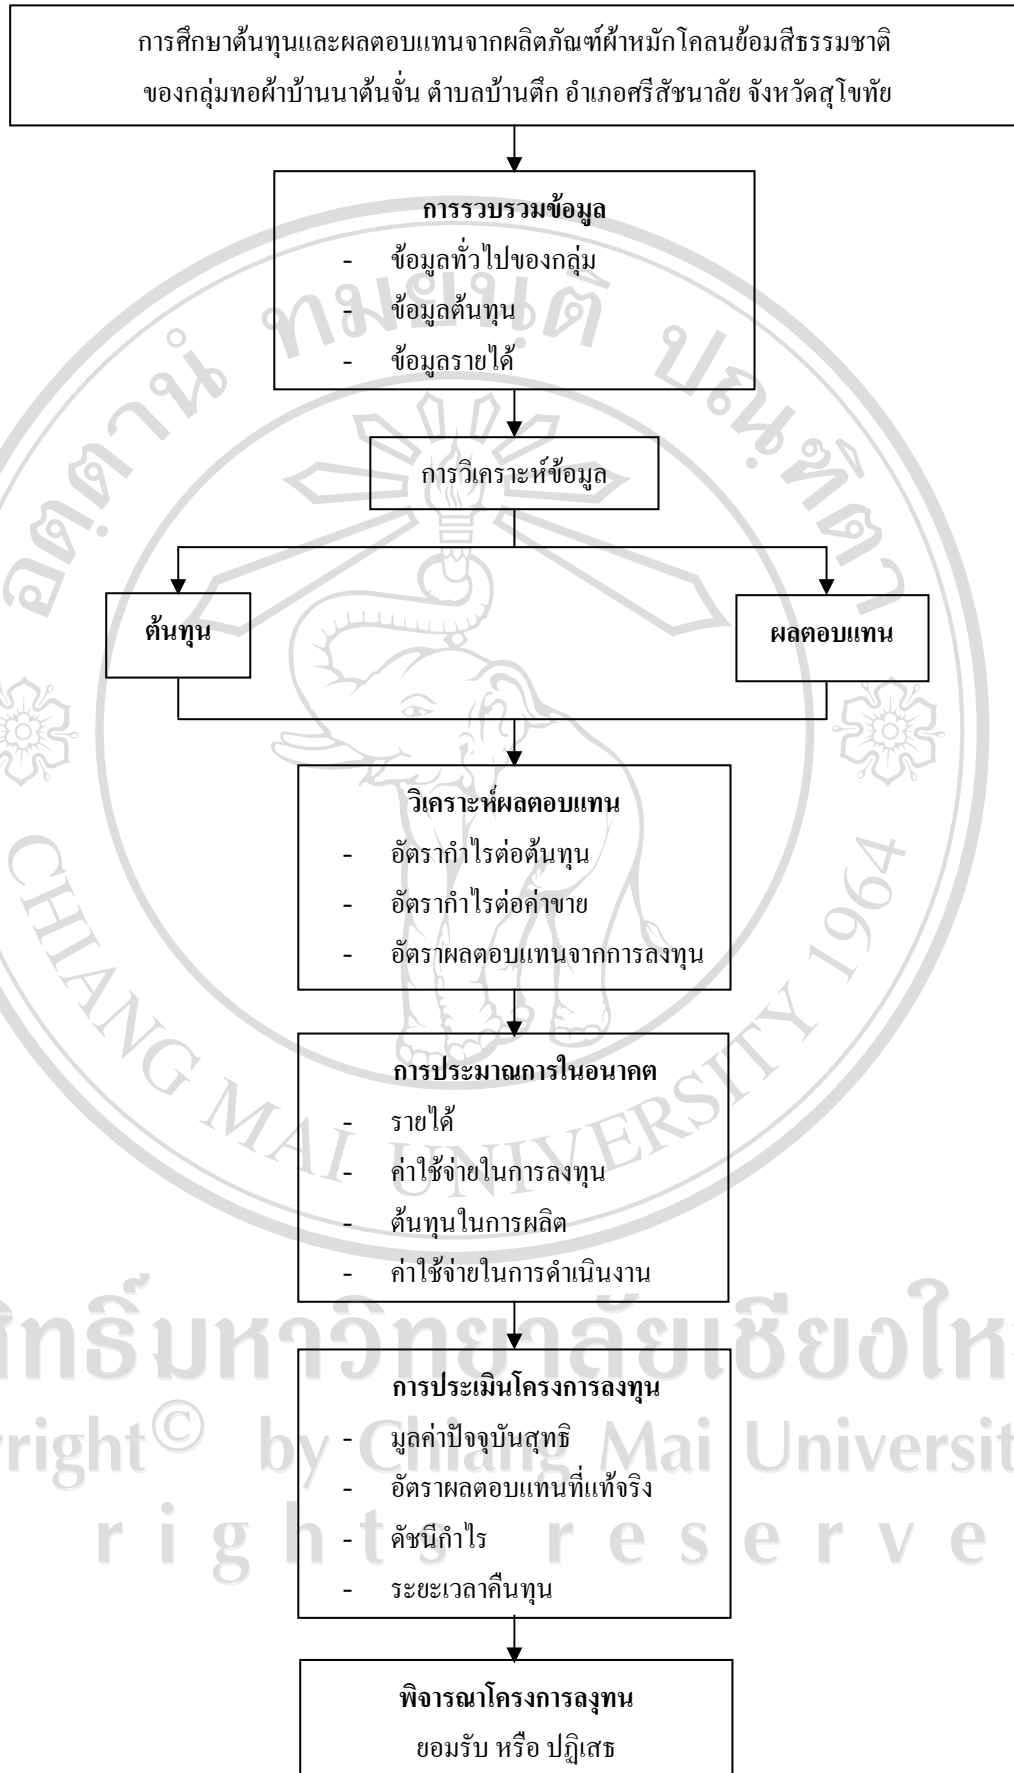 การศึกษาต้นทุนและผลตอบแทนจากผลิตภัณฑ์ผ้าหมักโคลนย้อมสีธรรมชาติ
ของกลุ่มทอผ้าบ้านนาต้นจั่น ตำบลบ้านตึก อำเภอศรีสัชนาลัย จังหวัดสุโขทัย
การรวบรวมข้อมูล
- ข้อมูลทั่วไปของกลุ่ม
- ข้อมูลต้นทุน
- ข้อมูลรายได้
การวิเคราะห์ข้อมูล
ต้นทุน
ผลตอบแทน
วิเคราะห์ผลตอบแทน
- อัตรากำไรต่อต้นทุน
- อัตรากำไรต่อค่าขาย
- อัตราผลตอบแทนจากการลงทุน
การประมาณการในอนาคต
- รายได้
- ค่าใช้จ่ายในการลงทุน
- ต้นทุนในการผลิต
- ค่าใช้จ่ายในการดำเนินงาน
การประเมินโครงการลงทุน
- มูลค่าปัจจุบันสุทธิ
- อัตราผลตอบแทนที่แท้จริง
- ดัชนีกำไร
- ระยะเวลาคืนทุน
พิจารณาโครงการลงุทน
ยอมรับ หรือ ปฏิเสธ
อตฺตานํ ทมยนฺติ ปณฺฑิตา
CHIANG MAI UNIVERSITY 1964
สิทธิ์มหาวิทยาลัยเชียงให
right© by Chiang Mai Universit
rights reserve